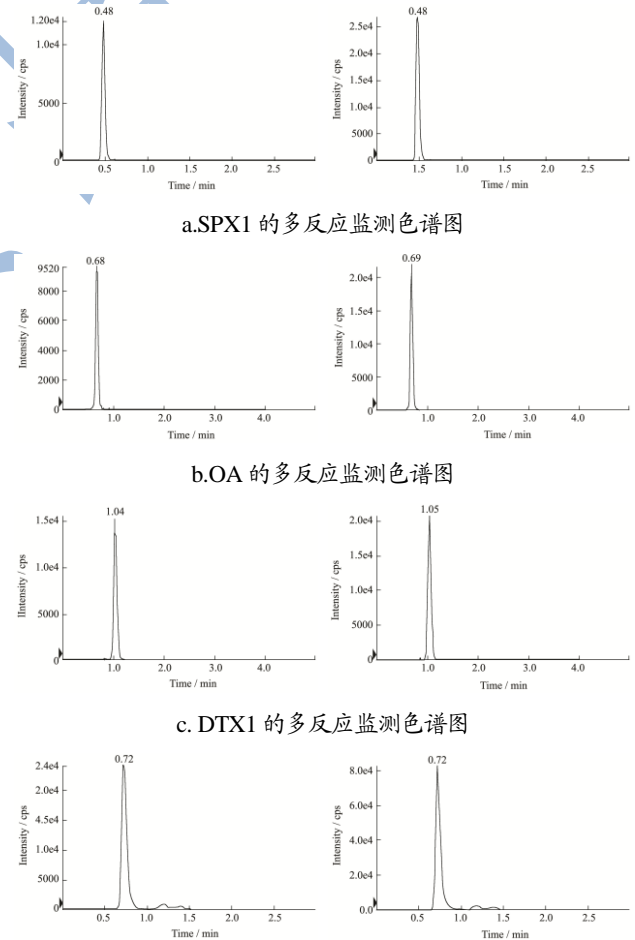 0.48
1.20e4
1.0e4
5000
0
Intensity / cps
0.5 1.0 1.5 2.0 2.5
Time / min
0.48
2.5e4
2.0e4
1.5e4
1.0e4
5000
0
Intensity / cps
1.5 1.0 1.5 2.0 2.5
Time / min
a.SPX1 的多反应监测色谱图
0.68
9520
8000
6000
4000
2000
0
Intensity / cps
1.0 2.0 3.0 4.0
Time / min
0.69
2.0e4
1.5e4
1.0e4
5000
0
Intensity / cps
1.0 2.0 3.0 4.0
Time / min
b.OA 的多反应监测色谱图
1.04
1.5e4
1.0e4
5000
0
IIntensity / cps
1.0 2.0 3.0 4.0
Time / min
1.05
2.0e4
1.5e4
1.0e4
5000
0
Intensity / cps
1.0 2.0 3.0 4.0
Time / min
c. DTX1 的多反应监测色谱图
0.72
2.4e4
2.0e4
4.5e4
1.0e4
5000
0
Intensity / cps
0.5 1.0 1.5 2.0 2.5
Time / min
0.72
8.0e4
6.0e4
4.0e4
2.0e4
0.0
Intensity / cps
0.5 1.0 1.5 2.0 2.5
Time / min